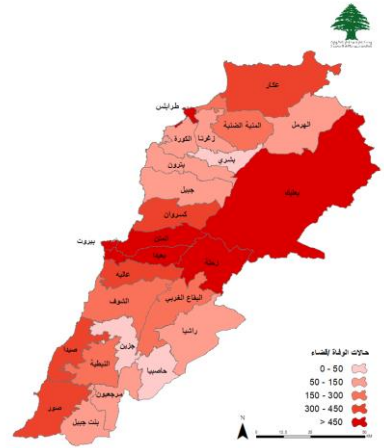 عكار
طرابلس
المنية الضنية
الهرمل
زغرتا
الكورة
بشري
بترون
بعلبك
جبيل
كسروان
المتن
بيروت
بعبدا
زحلة
عاليه
البقاع الغربي
الشوف
راشيا
جزين
صيدا
النبطية
حاصبيا
مرجعيون
صور
بنت جبيل
حالات الوفاة /قضاء
0 - 50
50 - 150
150 - 300
300 - 450
> 450
N